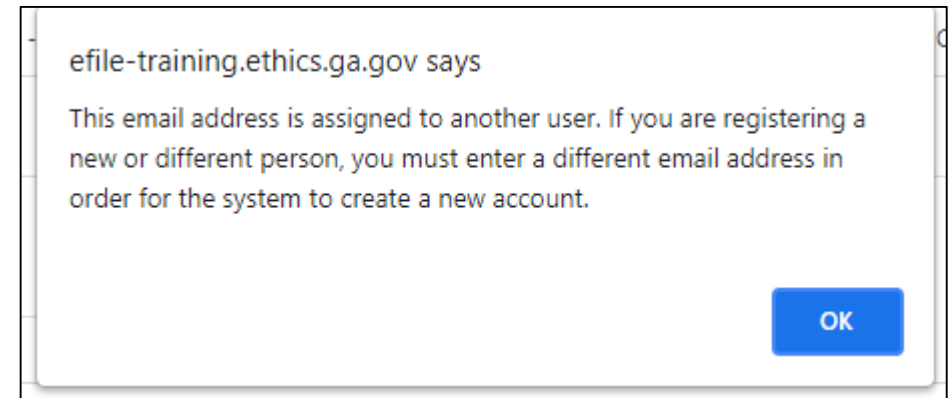 efile-training.ethics.ga.gov says
This email address is assigned to another user. If you are registering a
new or different person, you must enter a different email address in
order for the system to create a new account.
OK